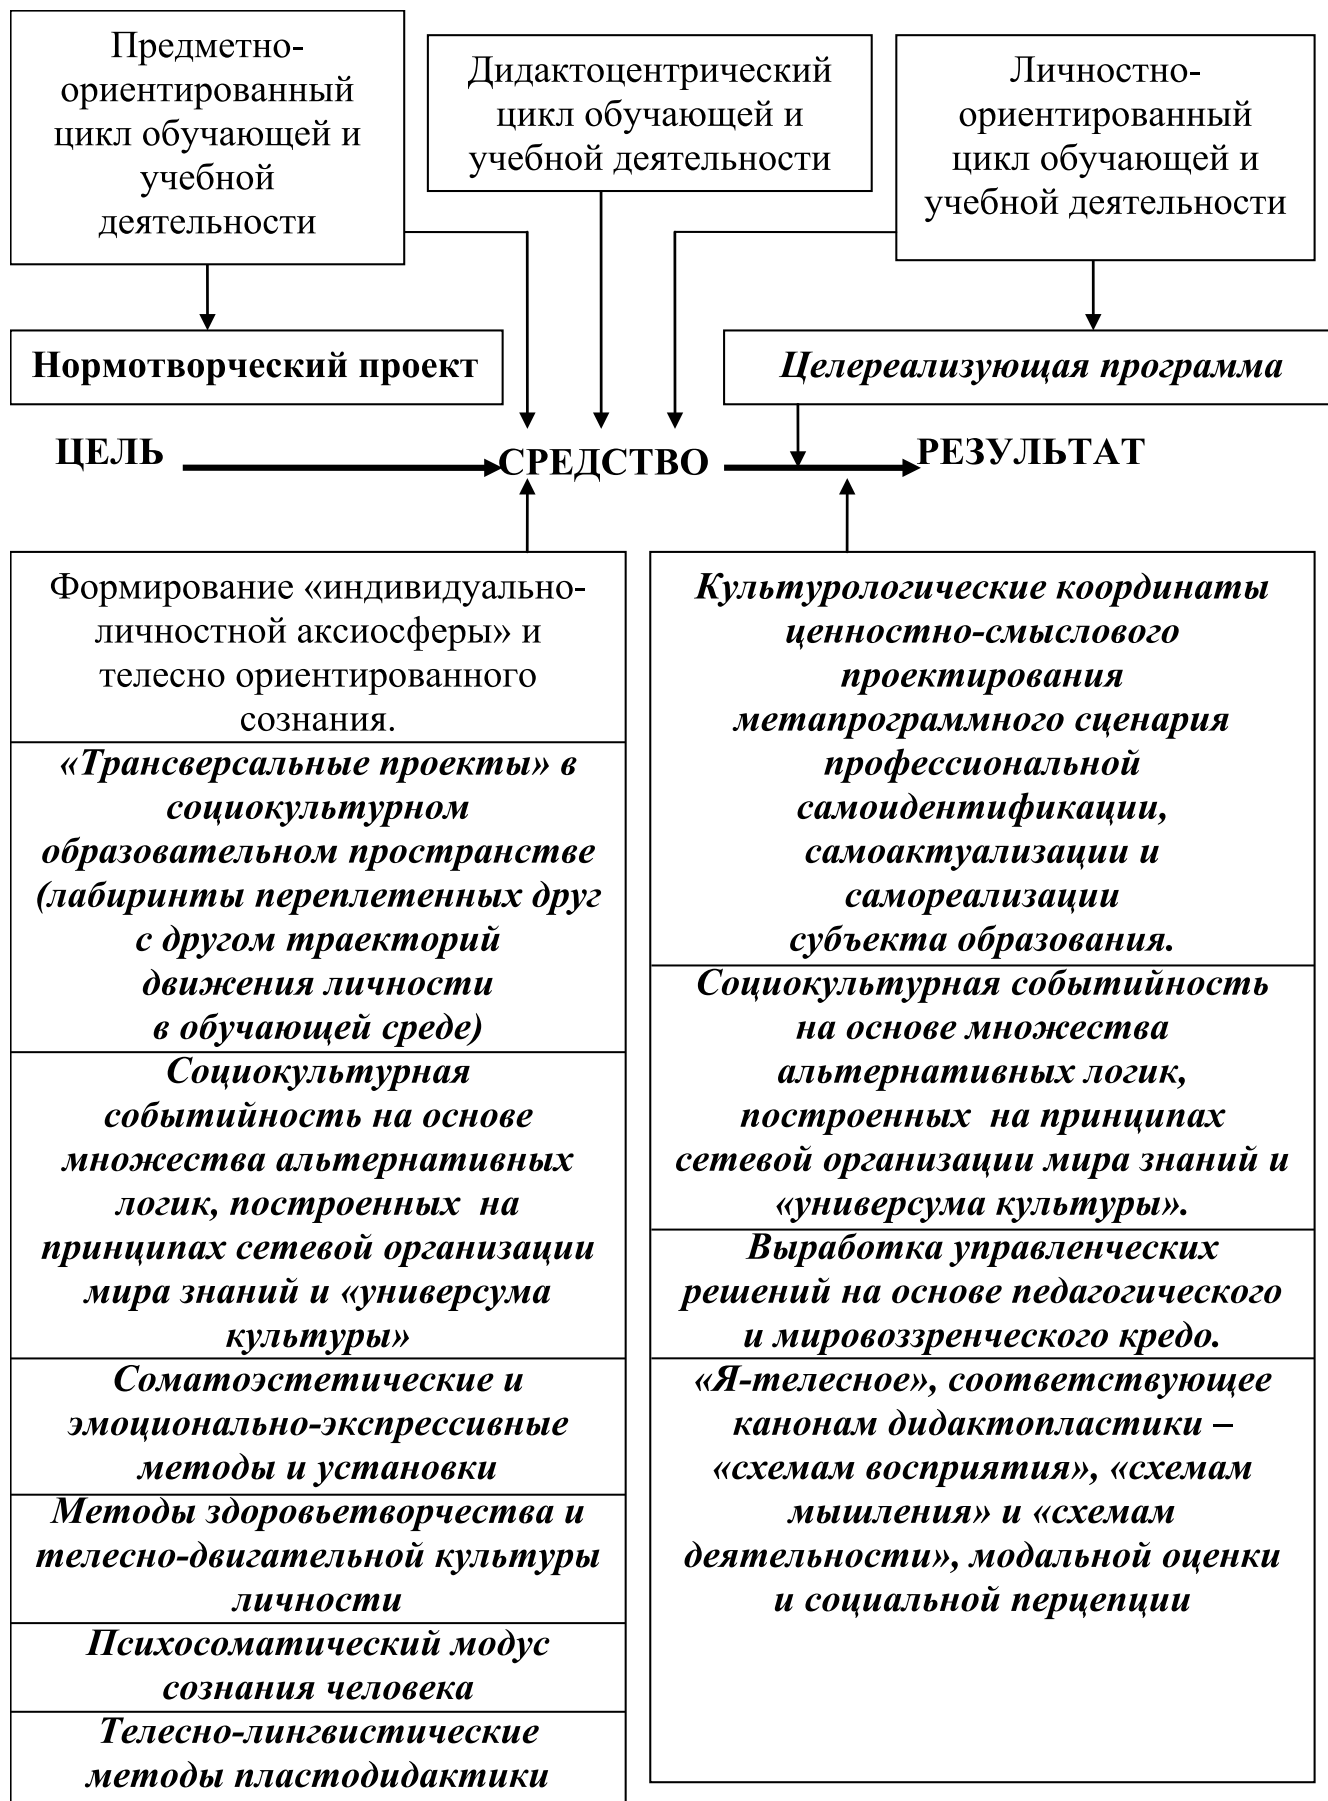 Предметно-
ориентированный
цикл обучающей и
учебной
деятельности
Дидактоцентрический
цикл обучающей и
учебной деятельности
Личностно-
ориентированный
цикл обучающей и
учебной деятельности
Нормотворческий проект
Целереализующая программа
ЦЕЛЬ
СРЕДСТВО
РЕЗУЛЬТАТ
Формирование «индивидуально-
личностной аксиосферы» и
телесно ориентированного
сознания.
«Трансверсальные проекты» в
социокультурном
образовательном пространстве
(лабиринты переплетенных друг
с другом траекторий
движения личности
в обучающей среде)
Социокультурная
событийность на основе
множества альтернативных
логик, построенных  на
принципах сетевой организации
мира знаний и «универсума
культуры»
Соматоэстетические и
эмоционально-экспрессивные
методы и установки
Методы здоровьетворчества и
телесно-двигательной культуры
личности
Психосоматический модус
сознания человека
Телесно-лингвистические
методы пластодидактики
Культурологические координаты
ценностно-смыслового
проектирования
метапрограммного сценария
профессиональной
самоидентификации,
самоактуализации и
самореализации
субъекта образования.
Социокультурная событийность
на основе множества
альтернативных логик,
построенных  на принципах
сетевой организации мира знаний и
«универсума культуры».
Выработка управленческих
решений на основе педагогического
и мировоззренческого кредо.
«Я-телесное», соответствующее
канонам дидактопластики –
«схемам восприятия», «схемам
мышления» и «схемам
деятельности», модальной оценки
и социальной перцепции